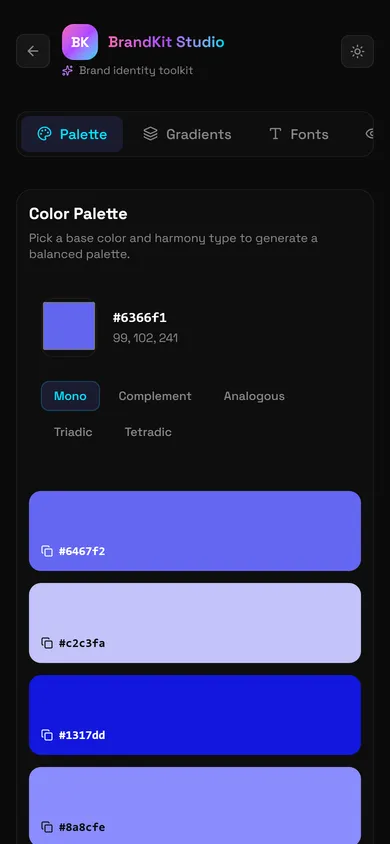 BK
BrandKit Studio
Brand identity toolkit
Palette
Gradients
Fonts
Color Palette
Pick a base color and harmony type to generate a
balanced palette.
#6366f1
99, 102, 241
Mono
Complement
Analogous
Triadic
Tetradic
#6467f2
#c2c3fa
#1317dd
#8a8cfe